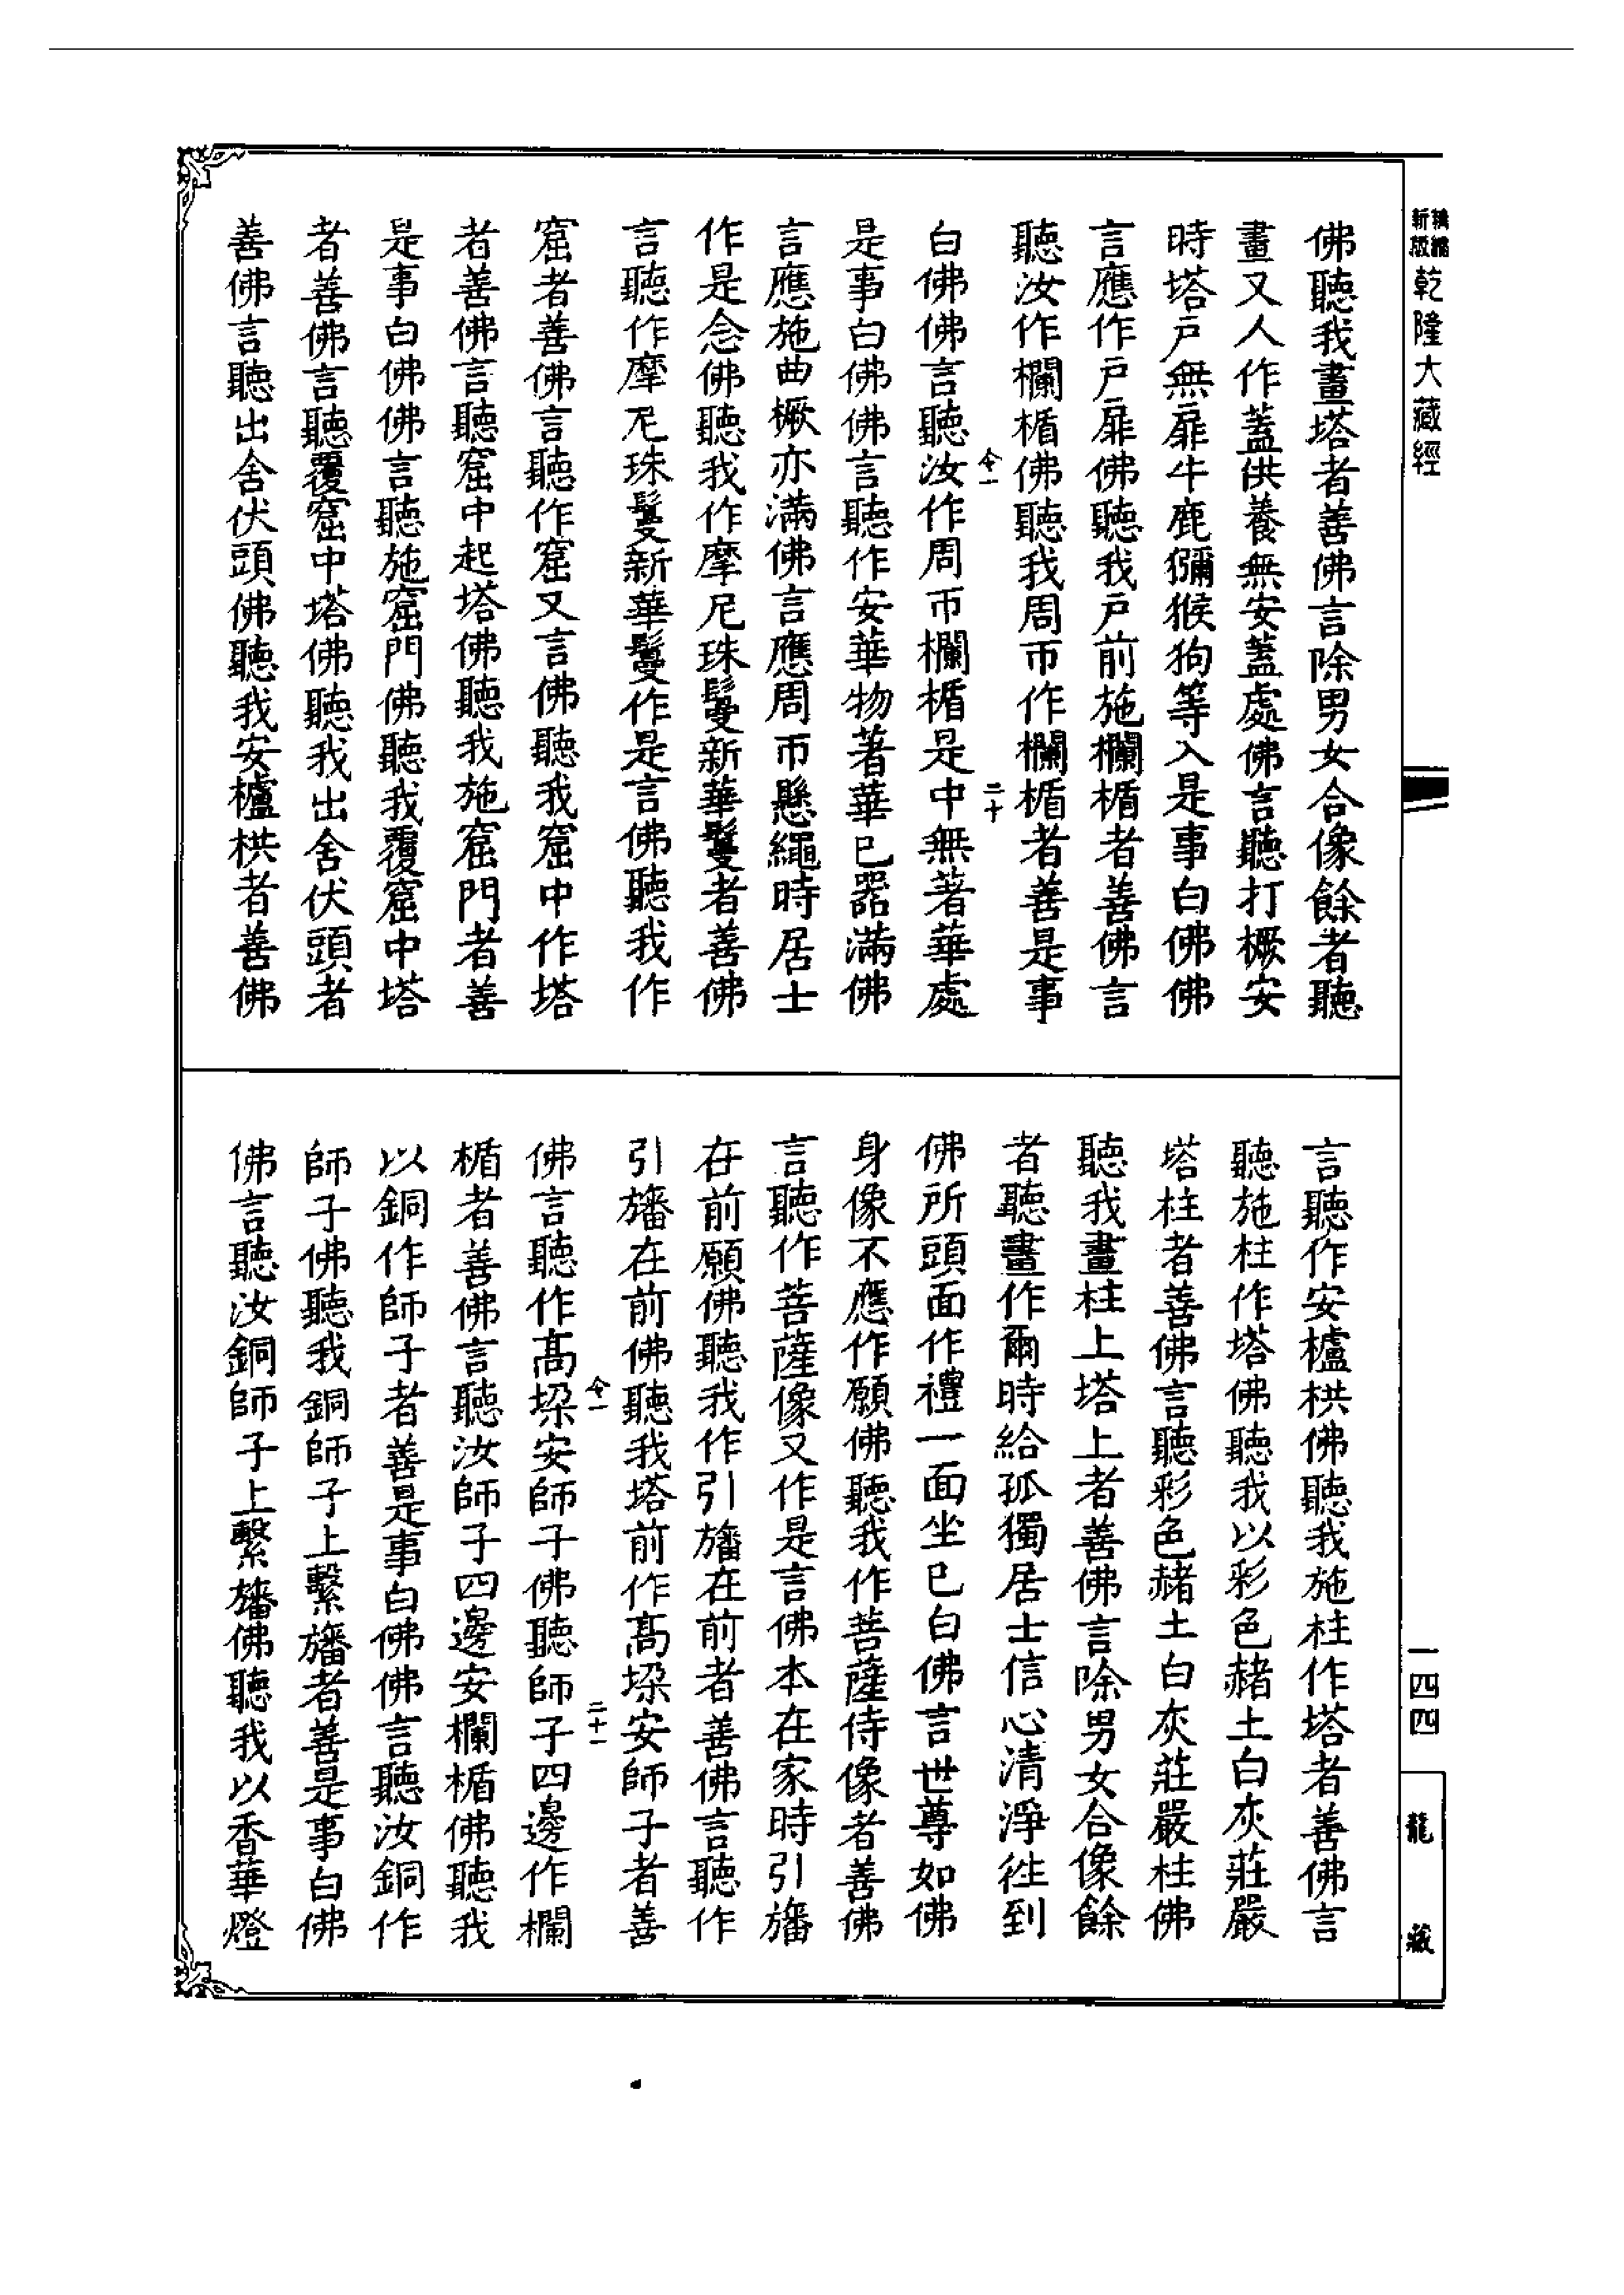 新編縮版 乾隆大藏經
佛聽我畫塔者善佛言除男女合像餘者聽
畫又人作蓋供養無安蓋處佛言聽打橛安
時塔戶無扉牛鹿獼猴狗等入是事白佛佛
言應作戶扉佛聽我戶前施欄楯者善佛言
聽汝作欄楯佛聽我周帀作欄楯者善是事
白佛佛言聽汝作周帀欄楯是中無著華處
是事白佛佛言聽作安華物著華已器滿佛
言應施曲橛亦滿佛言應周帀懸繩時居士
作是念佛聽我作摩尼珠鬘新華鬘者善佛
言聽作摩尼珠鬘新華鬘作是言佛聽我作
窟者善佛言聽作窟又言佛聽我窟中作塔
者善佛言聽窟中起塔佛聽我施窟門者善
是事白佛佛言聽施窟門佛聽我覆窟中塔
者善佛言聽覆窟中塔佛聽我出舍伏頭者
善佛言聽出舍伏頭佛聽我安櫨栱者善佛
言聽作安櫨栱佛聽我施柱作塔者善佛言
聽施柱作塔佛聽我以彩色赭土白灰莊嚴
塔柱者善佛言聽彩色赭土白灰莊嚴柱佛
聽我畫柱上塔上者善佛言除男女合像餘
者聽畫作爾時給孤獨居士信心清淨往到
佛所頭面作禮一面坐已白佛言世尊如佛
身像不應作願佛聽我作菩薩侍像者善佛
言聽作菩薩像又作是言佛本在家時引旛
在前願佛聽我作引旛在前者善佛言聽作
引旛在前佛聽我塔前作高垜安師子者善
佛言聽作高垜安師子佛聽師子四邊作欄
楯者善佛言聽汝師子四邊安欄楯佛聽我
以銅作師子者善是事白佛佛言聽汝銅作
師子佛聽我銅師子上繫旛者善是事白佛
佛言聽汝銅師子上繫旛佛聽我以香華燈
令一 二十
令一 二十一
一四四
龍藏